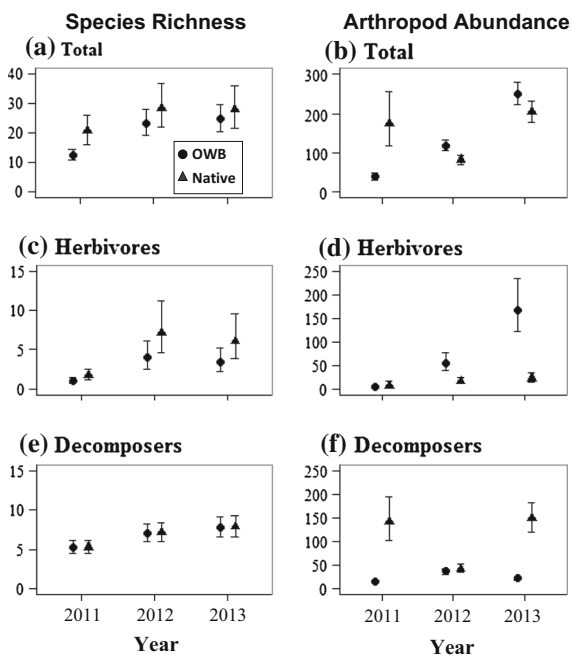 Species Richness
Arthropod Abundance
(a) Total
(b) Total
40
30
20
10
0
OWB
Native
300
200
100
0
(c) Herbivores
(d) Herbivores
15
10
5
0
250
200
150
100
50
0
(e) Decomposers
(f) Decomposers
15
10
5
0
250
200
150
100
50
0
2011 2012 2013
2011 2012 2013
Year
Year